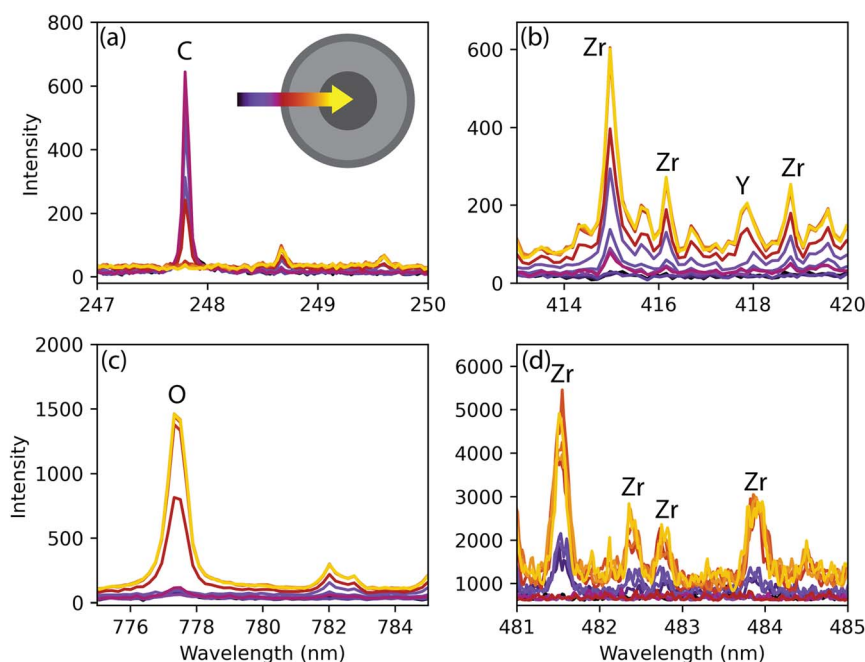 (a)
C
Intensity
800
600
400
200
0
247
248
249
250
(b)
Zr
Zr
Y
Zr
600
400
200
0
414
416
418
420
(c)
O
Intensity
2000
1500
1000
500
0
776
778
780
782
784
Wavelength (nm)
(d)
Zr
Zr
Zr
Zr
6000
5000
4000
3000
2000
1000
481
482
483
484
485
Wavelength (nm)